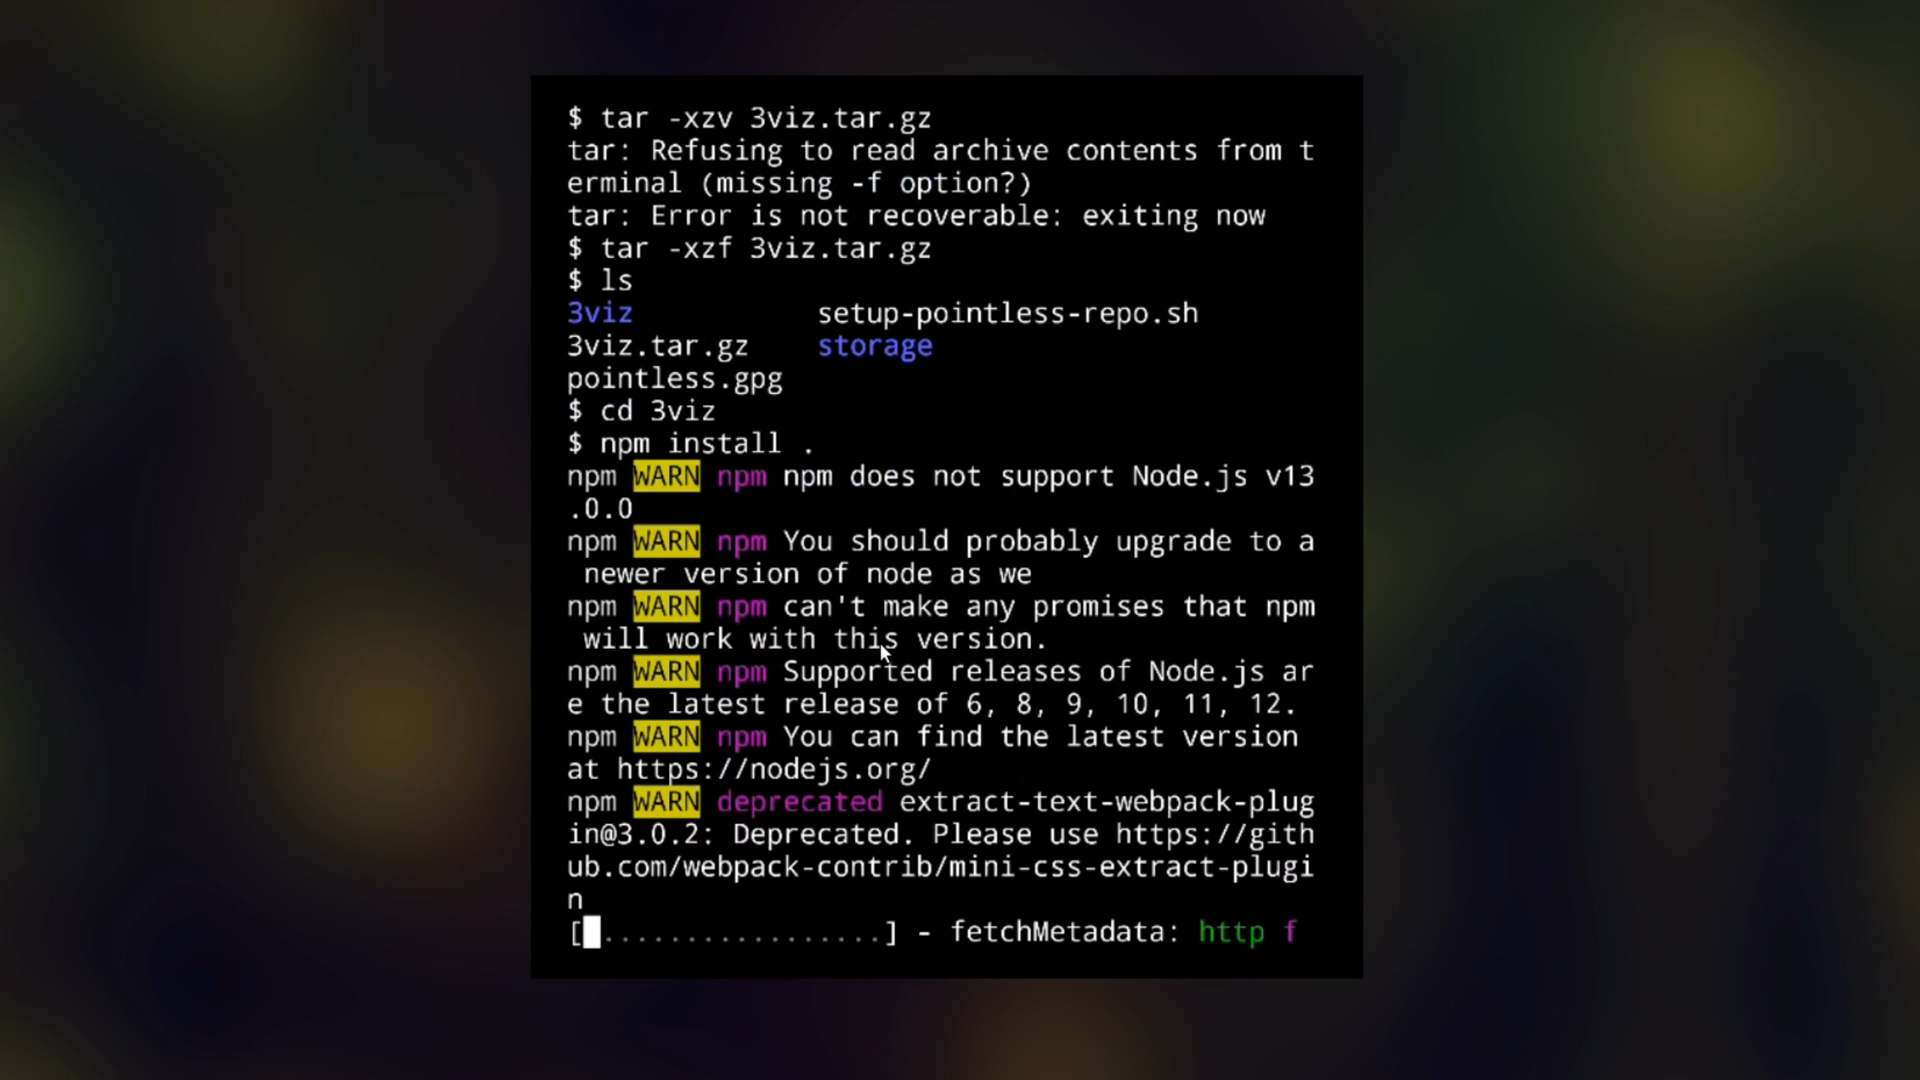 $ tar -xzv 3viz.tar.gz
tar: Refusing to read archive contents from t
erminal (missing -f option?)
tar: Error is not recoverable: exiting now
$ tar -xzf 3viz.tar.gz
$ ls
3viz setup-pointless-repo.sh
3viz.tar.gz storage
pointless.gpg
$ cd 3viz
$ npm install .
npm WARN npm npm does not support Node.js v13
.0.0
npm WARN npm You should probably upgrade to a
newer version of node as we
npm WARN npm can't make any promises that npm
will work with this version.
npm WARN npm Supported releases of Node.js ar
e the latest release of 6, 8, 9, 10, 11, 12.
npm WARN npm You can find the latest version
at https://nodejs.org/
npm WARN deprecated extract-text-webpack-plug
in@3.0.2: Deprecated. Please use https://gith
ub.com/webpack-contrib/mini-css-extract-plugi
n
[ .................] - fetchMetadata: http f